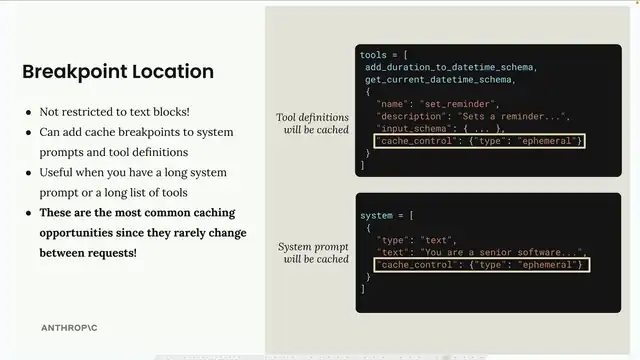 Breakpoint Location
● Not restricted to text blocks!
● Can add cache breakpoints to system
prompts and tool definitions
● Useful when you have a long system
prompt or a long list of tools
● These are the most common caching
opportunities since they rarely change
between requests!
ANTHROP\C
Tool definitions
will be cached
tools = [
add_duration_to_datetime_schema,
get_current_datetime_schema,
{
"name": "set_reminder",
"description": "Sets a reminder...",
"input_schema": { ... },
"cache_control": {"type": "ephemeral"}
}
]
System prompt
will be cached
system = [
{
"type": "text",
"text": "You are a senior software...",
"cache_control": {"type": "ephemeral"}
}
]